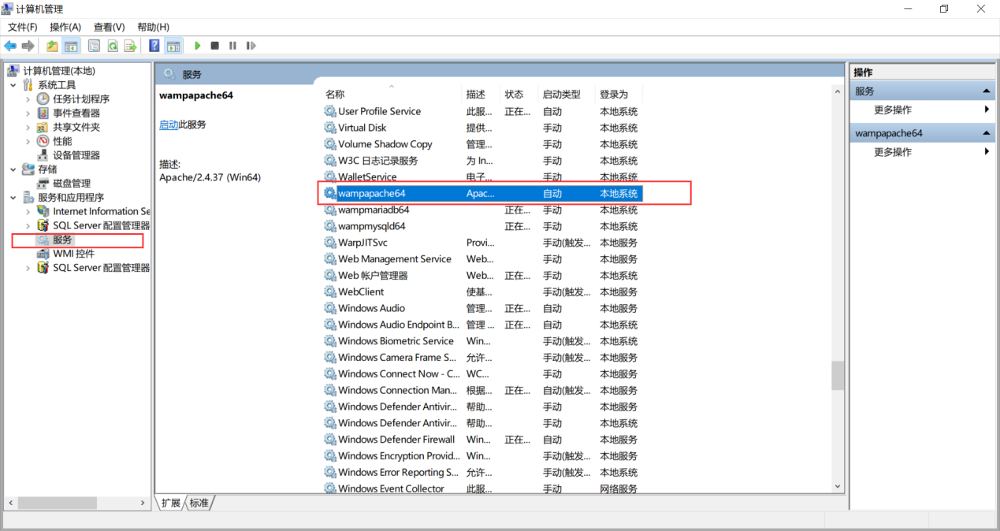 计算机管理
文件(F) 操作(A) 查看(V) 帮助(H)
计算机管理(本地)
系统工具
任务计划程序
事件查看器
共享文件夹
性能
设备管理器
存储
磁盘管理
服务和应用程序
Internet Information Se
SQL Server 配置管理器
服务
WMI 控件
SQL Server 配置管理器
服务
wampapache64
启动此服务
描述:
Apache/2.4.37 (Win64)
名称 描述 状态 启动类型 登录为
User Profile Service 此服... 正在... 自动 本地系统
Virtual Disk 提供... 手动 本地系统
Volume Shadow Copy 管理... 手动 本地系统
W3C 日志记录服务 为 In... 手动 本地系统
WalletService 电子... 手动 本地系统
wampapache64 Apac... 自动 本地系统
wampmariadb64 正在... 手动 本地系统
wampmysqld64 正在... 手动 本地系统
WarpJITSvc Provi... 手动(触发... 本地服务
Web Management Service Web... 手动 本地服务
Web 帐户管理器 Web... 正在... 手动 本地系统
WebClient 使基... 手动(触发... 本地服务
Windows Audio 管理... 正在... 自动 本地服务
Windows Audio Endpoint B... 管理 ... 正在... 自动 本地系统
Windows Biometric Service Win... 手动(触发... 本地系统
Windows Camera Frame S... 允许... 手动(触发... 本地服务
Windows Connect Now - C... WC... 手动 本地服务
Windows Connection Man... 根据... 正在... 自动(触发... 本地服务
Windows Defender Antivir... 帮助... 手动 本地服务
Windows Defender Antivir... 帮助... 手动 本地系统
Windows Defender Firewall Win... 正在... 自动 本地服务
Windows Encryption Provid... Win... 手动(触发... 本地服务
Windows Error Reporting S... 允许... 手动(触发... 本地系统
Windows Event Collector 此服... 手动 网络服务
扩展 标准
操作
服务
更多操作
wampapache64
更多操作